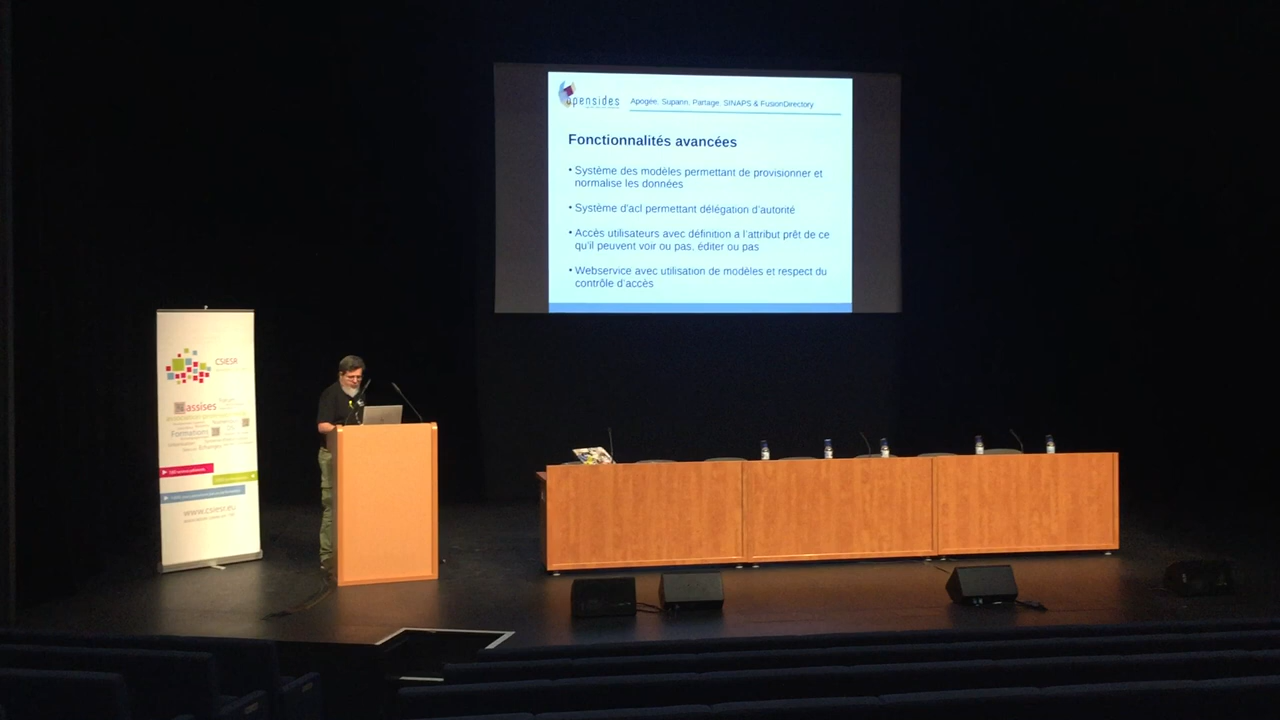 opensides
Apogee, Supann, Partage, SINAPS & FusionDirectory
Fonctionnalités avancées
• Système des modèles permettant de provisionner et
normalise les données
• Système d'acl permettant délégation d'autorité
• Accès utilisateurs avec définition a l'attribut prêt de ce
qu'il peuvent voir ou pas, éditer ou pas
• Webservice avec utilisation de modèles et respect du
contrôle d'accès
CSIESR
assises
Formations
www.csiesr.eu